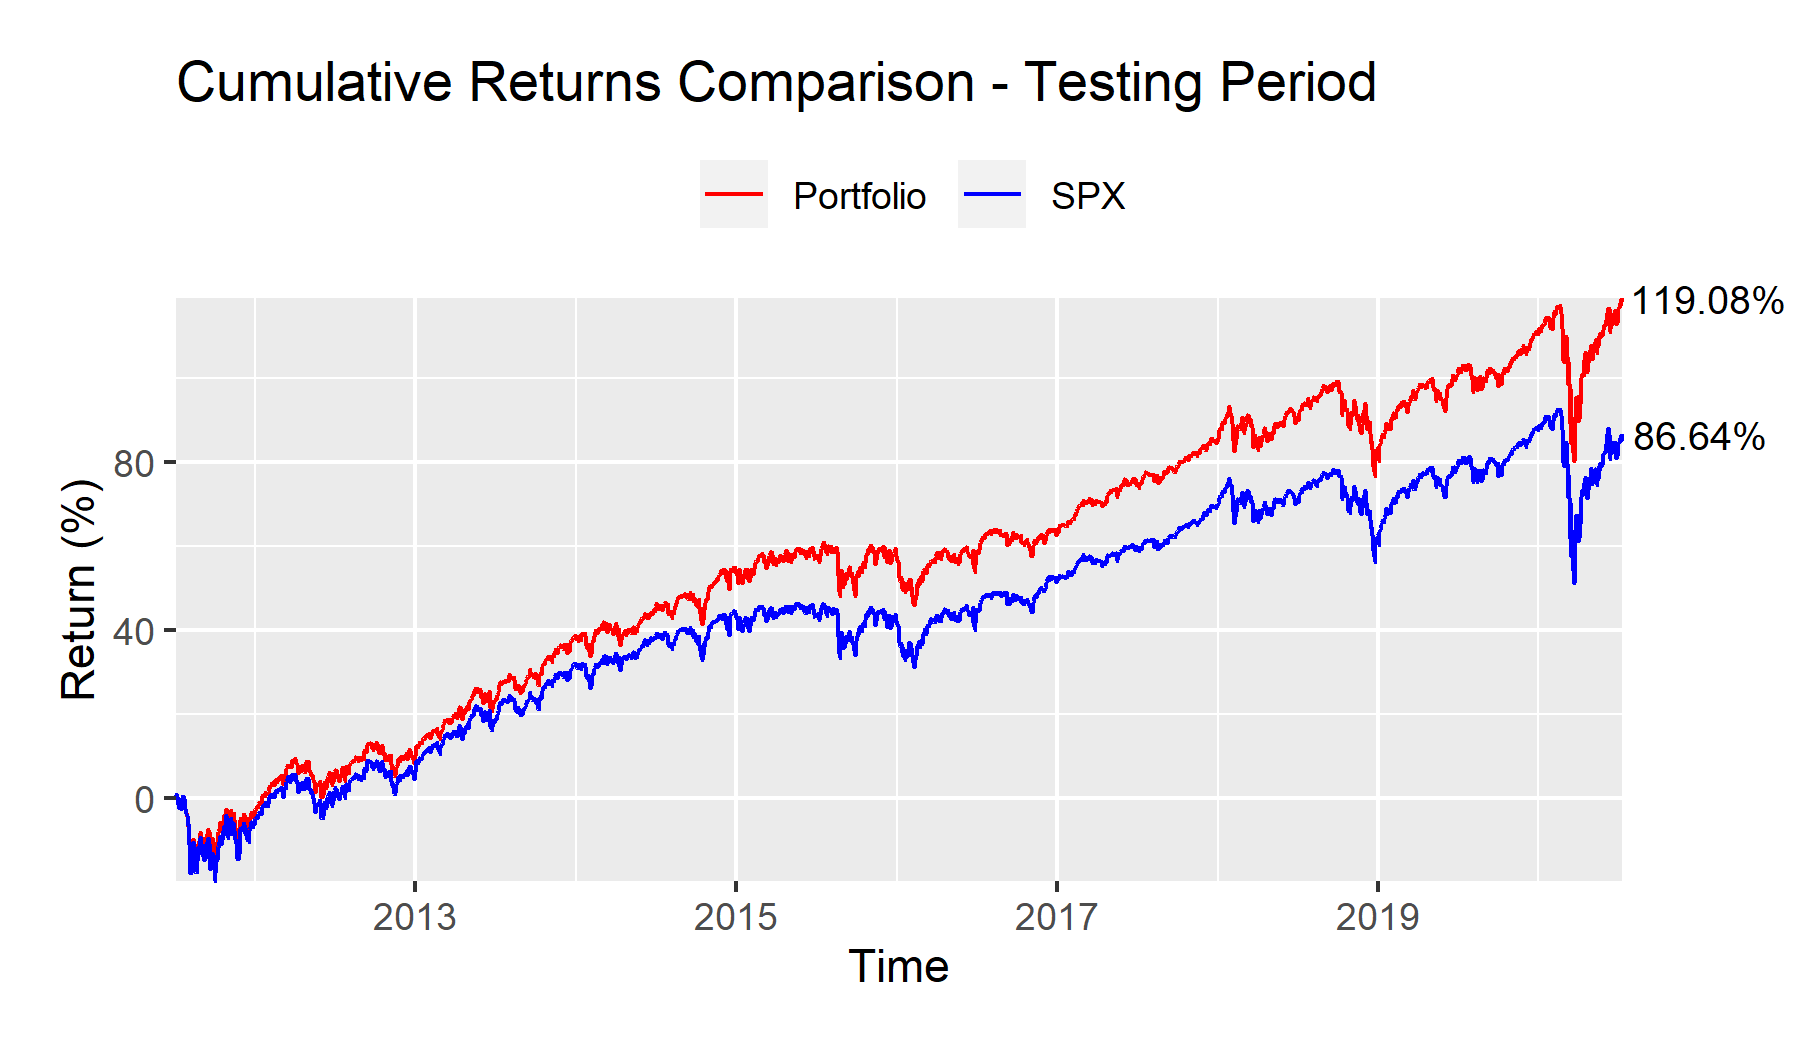 Cumulative Returns Comparison - Testing Period
Portfolio SPX
119.08%
86.64%
80
40
0
Return (%)
2013 2015 2017 2019
Time